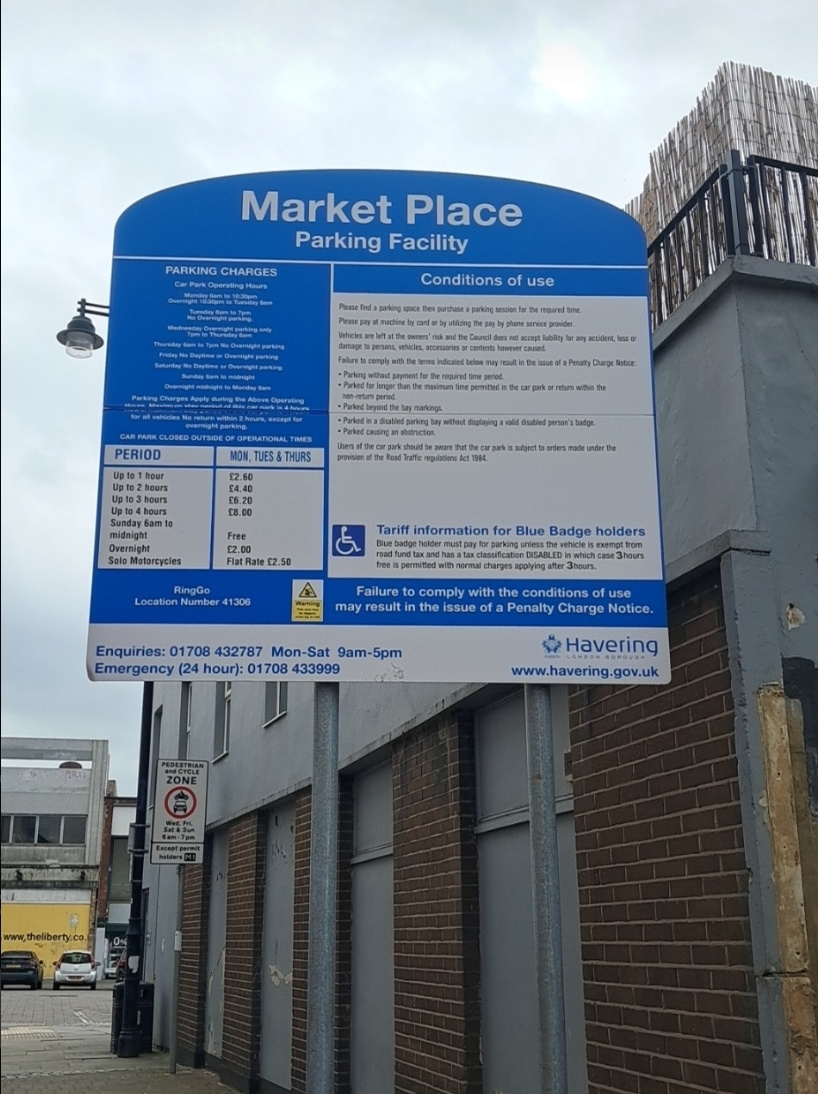 Market Place
Parking Facility
PARKING CHARGES
Car Park Operating Hours
Monday 6am to 10:30pm
Overnight 10:30pm to Tuesday 6am
Tuesday 6am to 7pm
No Overnight parking.
Wednesday Overnight parking only
7pm to Thursday 6am
Thursday 6am to 7pm No Overnight parking
Friday No Daytime or Overnight parking
Saturday No Daytime or Overnight parking
Sunday 6am to midnight
Overnight midnight to Monday 6am
Parking Charges Apply during the Above Operating
Hours. Maximum stay period of this car park is 4 hours
for all vehicles No return within 2 hours, except for
overnight parking.
CAR PARK CLOSED OUTSIDE OF OPERATIONAL TIMES
PERIOD MON, TUES & THURS
Up to 1 hour £2.60
Up to 2 hours £4.40
Up to 3 hours £6.20
Up to 4 hours £8.00
Sunday 6am to
midnight Free
Overnight £2.00
Solo Motorcycles Flat Rate £2.50
RingGo
Location Number 41306
Warning
Conditions of use
Please find a parking space then purchase a parking session for the required time.
Please pay at machine by card or by utilizing the pay by phone service provider.
Vehicles are left at the owners' risk and the Council does not accept liability for any accident, loss or
damage to persons, vehicles, accessories or contents however caused.
Failure to comply with the terms indicated below may result in the issue of a Penalty Charge Notice:
• Parking without payment for the required time period.
• Parked for longer than the maximum time permitted in the car park or return within the
non-return period.
• Parked beyond the bay markings.
• Parked in a disabled parking bay without displaying a valid disabled person's badge.
• Parked causing an obstruction.
Users of the car park should be aware that the car park is subject to orders made under the
provision of the Road Traffic regulations Act 1984.
Tariff information for Blue Badge holders
Blue badge holder must pay for parking unless the vehicle is exempt from
road fund tax and has a tax classification DISABLED in which case 3hours
free is permitted with normal charges applying after 3hours.
Failure to comply with the conditions of use
may result in the issue of a Penalty Charge Notice.
Enquiries: 01708 432787 Mon-Sat 9am-5pm
Emergency (24 hour): 01708 433999
Havering
LONDON BOROUGH
www.havering.gov.uk
PEDESTRIAN
and CYCLE
ZONE
Wed, Fri,
Sat & Sun
6am - 7pm
Except permit
holders M1
www.theliberty.co.